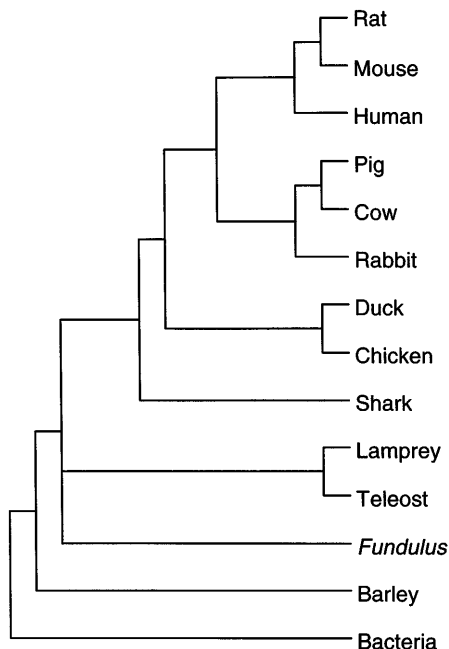 Rat
Mouse
Human
Pig
Cow
Rabbit
Duck
Chicken
Shark
Lamprey
Teleost
Fundulus
Barley
Bacteria